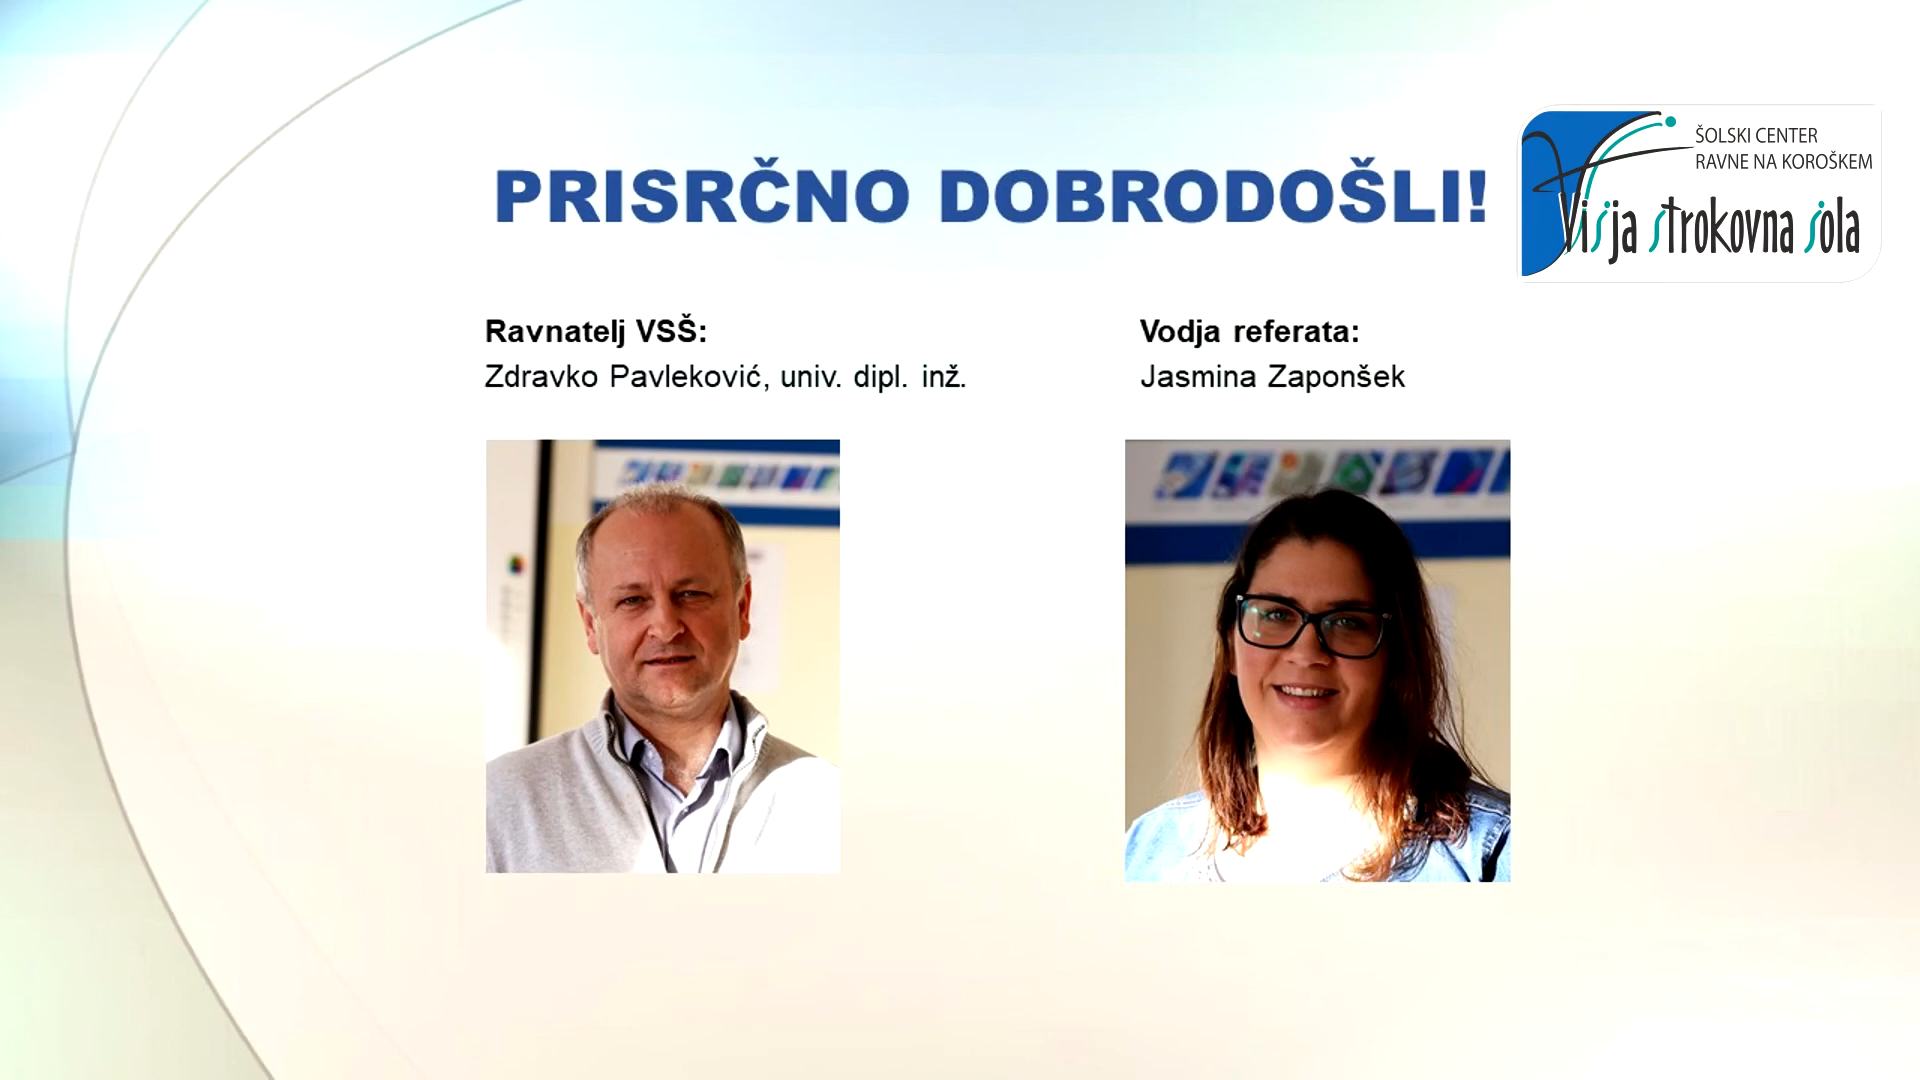 PRISRČNO DOBRODOŠLI!
ŠOLSKI CENTER
RAVNE NA KOROŠKEM
Višja strokovna šola
Ravnatelj VSŠ:
Zdravko Pavleković, univ. dipl. inž.
Vodja referata:
Jasmina Zaponšek